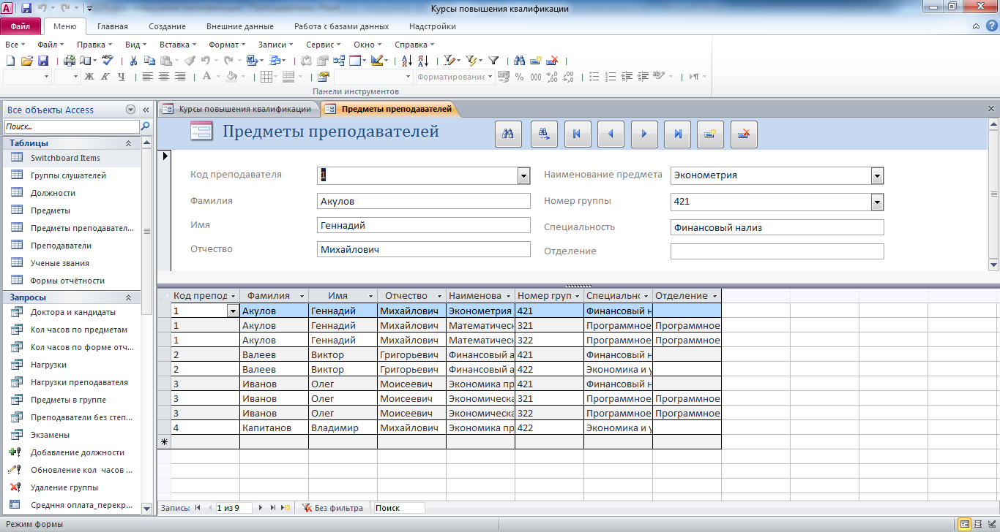 Курсы повышения квалификации
Файл Меню Главная Создание Внешние данные Работа с базами данных Надстройки
Все Файл Правка Вид Вставка Формат Записи Сервис Окно Справка
Ж К Ч Форматирование
Панели инструментов
Все объекты Access
Курсы повышения квалификации Предметы преподавателей
Поиск..
Таблицы
Switchboard Items
Группы слушателей
Должности
Предметы
Предметы преподавател...
Преподаватели
Ученые звания
Формы отчётности
Запросы
Доктора и кандидаты
Кол часов по предметам
Кол часов по форме отч...
Нагрузки
Нагрузки преподавателя
Предметы в группе
Преподаватели без степ...
Экзамены
Добавление должности
Обновление кол часов ...
Удаление группы
Средння оплата_перекр...
Предметы преподавателей
Код преподавателя 1 Наименование предмета Эконометрия
Фамилия Акулов Номер группы 421
Имя Геннадий Специальность Финансовый нализ
Отчество Михайлович Отделение
Код препод Фамилия Имя Отчество Наименова Номер груп Специальн Отделение
1 Акулов Геннадий Михайлович Эконометрия 421 Финансовый н
1 Акулов Геннадий Михайлович Математическ 321 Программное Программное
1 Акулов Геннадий Михайлович Математическ 322 Программное Программное
2 Валеев Виктор Григорьевич Финансовый а 421 Финансовый н
2 Валеев Виктор Григорьевич Финансовый а 422 Экономика и у
3 Иванов Олег Моисеевич Экономика пр 421 Финансовый н
3 Иванов Олег Моисеевич Экономическа 321 Программное Программное
3 Иванов Олег Моисеевич Экономическа 322 Программное Программное
4 Капитанов Владимир Михайлович Экономика пр 422 Экономика и у
Запись: 1 из 9 Без фильтра Поиск
Режим формы